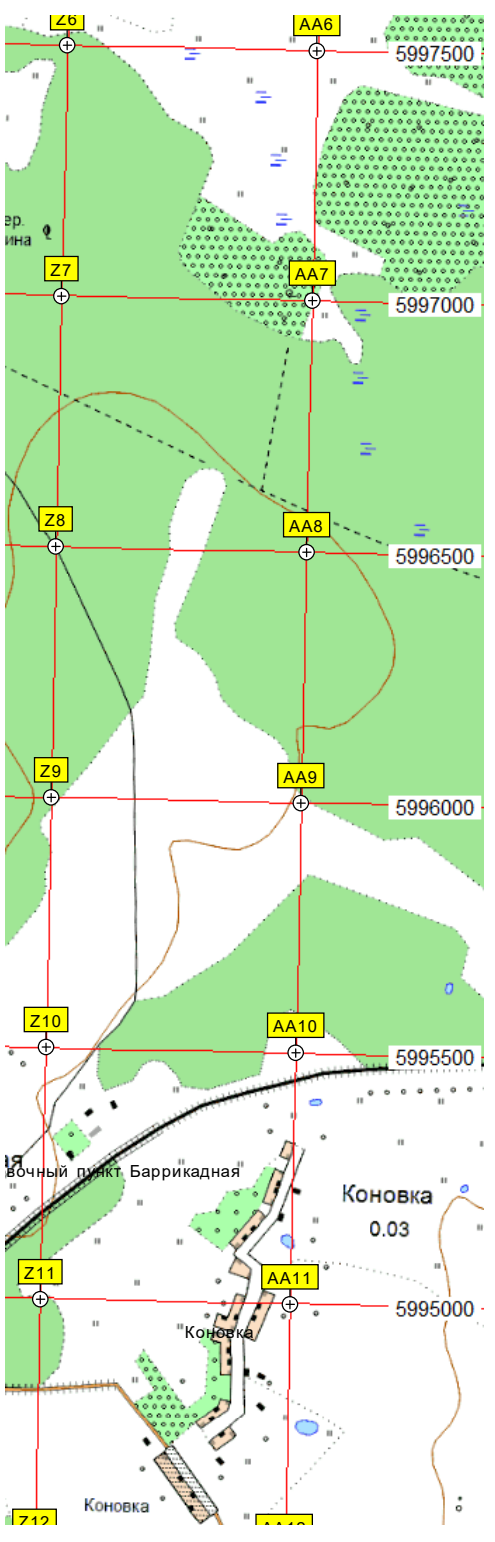 Z6
AA6
5997500
ер.
ина
Z7
AA7
5997000
Z8
AA8
5996500
Z9
AA9
5996000
Z10
AA10
5995500
ая
вочный пункт Баррикадная
Коновка
0.03
Z11
AA11
5995000
Коновка
Коновка
Z12
AA12